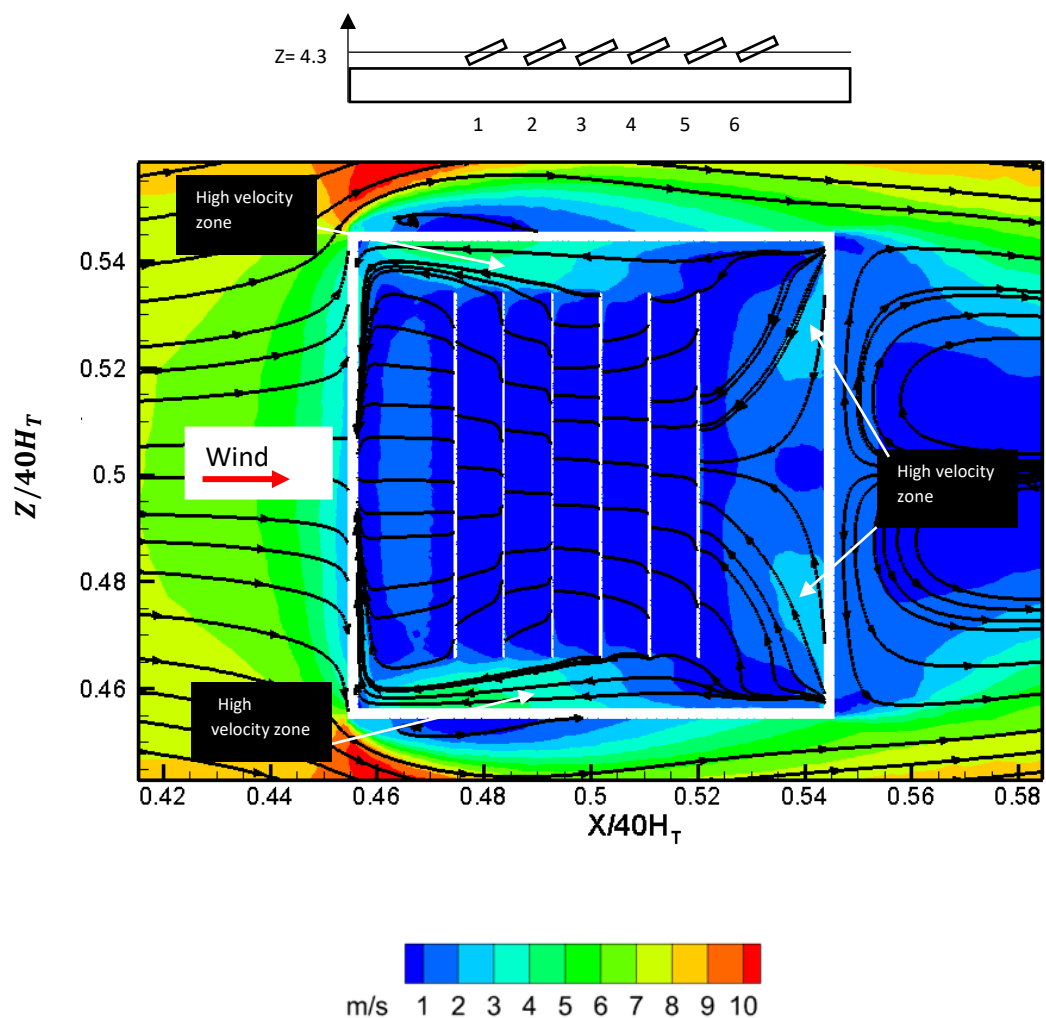 Z= 4.3
1 2 3 4 5 6
High velocity
zone
0.54
0.52
Z/40H_T
0.5
Wind
High velocity
zone
0.48
0.46
High
velocity zone
0.42 0.44 0.46 0.48 0.5 0.52 0.54 0.56 0.58
X/40H_T
m/s 1 2 3 4 5 6 7 8 9 10